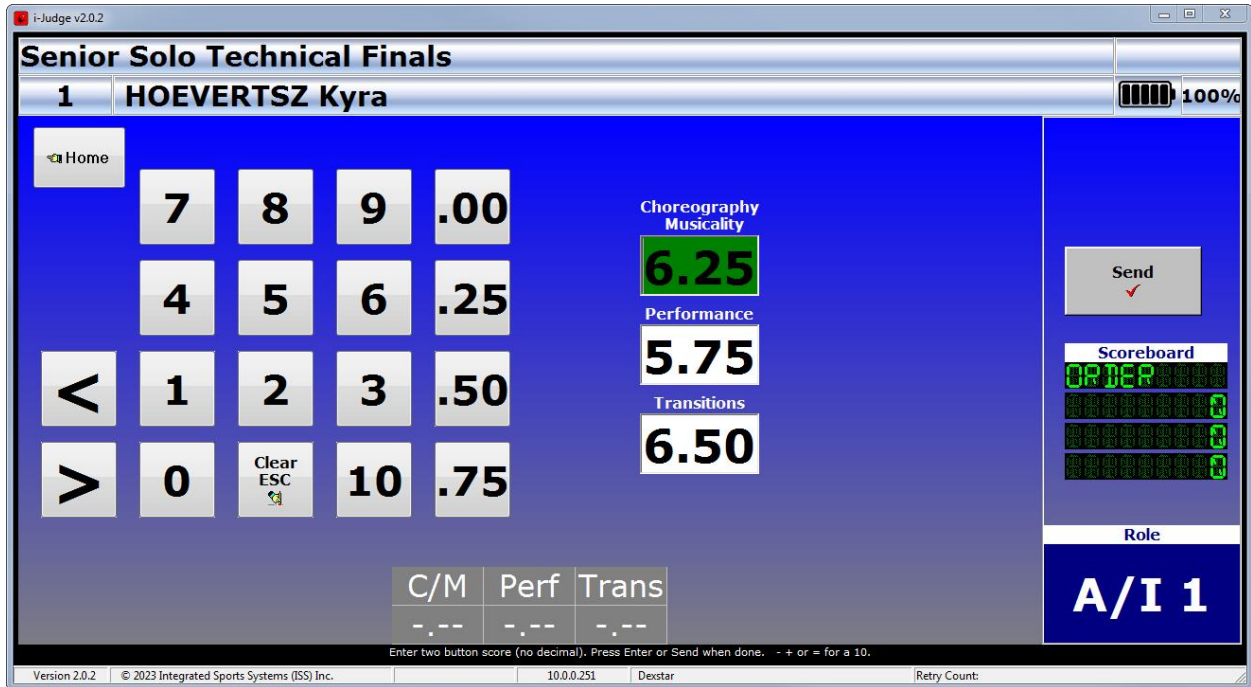 i-Judge v2.0.2
Senior Solo Technical Finals
1 HOEVERTSZ Kyra 100%
Home
7 8 9 .00
4 5 6 .25
< 1 2 3 .50
> 0 Clear ESC 10 .75
Choreography
Musicality
6.25
Performance
5.75
Transitions
6.50
Send
Scoreboard
ORDER
0
0
0
Role
A/I 1
C/M Perf Trans
-.-- -.-- -.--
Enter two button score (no decimal). Press Enter or Send when done. - + or = for a 10.
Version 2.0.2 © 2023 Integrated Sports Systems (ISS) Inc. 10.0.0.251 Dexstar Retry Count: